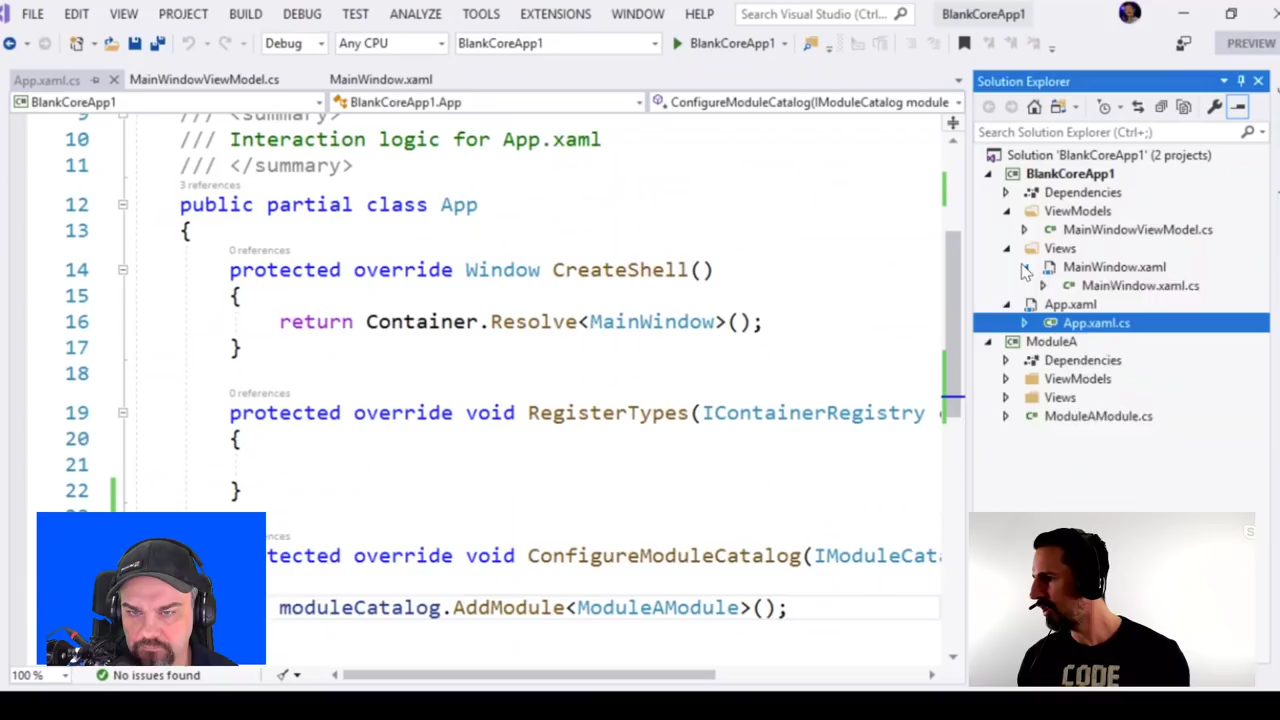 FILE EDIT VIEW PROJECT BUILD DEBUG TEST ANALYZE TOOLS EXTENSIONS WINDOW HELP Search Visual Studio (Ctrl+... BlankCoreApp1
Debug Any CPU BlankCoreApp1 BlankCoreApp1 PREVIEW
App.xaml.cs MainWindowViewModel.cs MainWindow.xaml
BlankCoreApp1 BlankCoreApp1.App ConfigureModuleCatalog(IModuleCatalog module
9 /// <summary>
10 /// Interaction logic for App.xaml
11 /// </summary>
3 references
12 public partial class App
13 {
0 references
14 protected override Window CreateShell()
15 {
16 return Container.Resolve<MainWindow>();
17 }
18
0 references
19 protected override void RegisterTypes(IContainerRegistry
20 {
21
22 }
ences
tected override void ConfigureModuleCatalog(IModuleCata
moduleCatalog.AddModule<ModuleAModule>();
100 % No issues found
Solution Explorer
Search Solution Explorer (Ctrl+;)
Solution 'BlankCoreApp1' (2 projects)
BlankCoreApp1
Dependencies
ViewModels
MainWindowViewModel.cs
Views
MainWindow.xaml
MainWindow.xaml.cs
App.xaml
App.xaml.cs
ModuleA
Dependencies
ViewModels
Views
ModuleAModule.cs
S
CODE